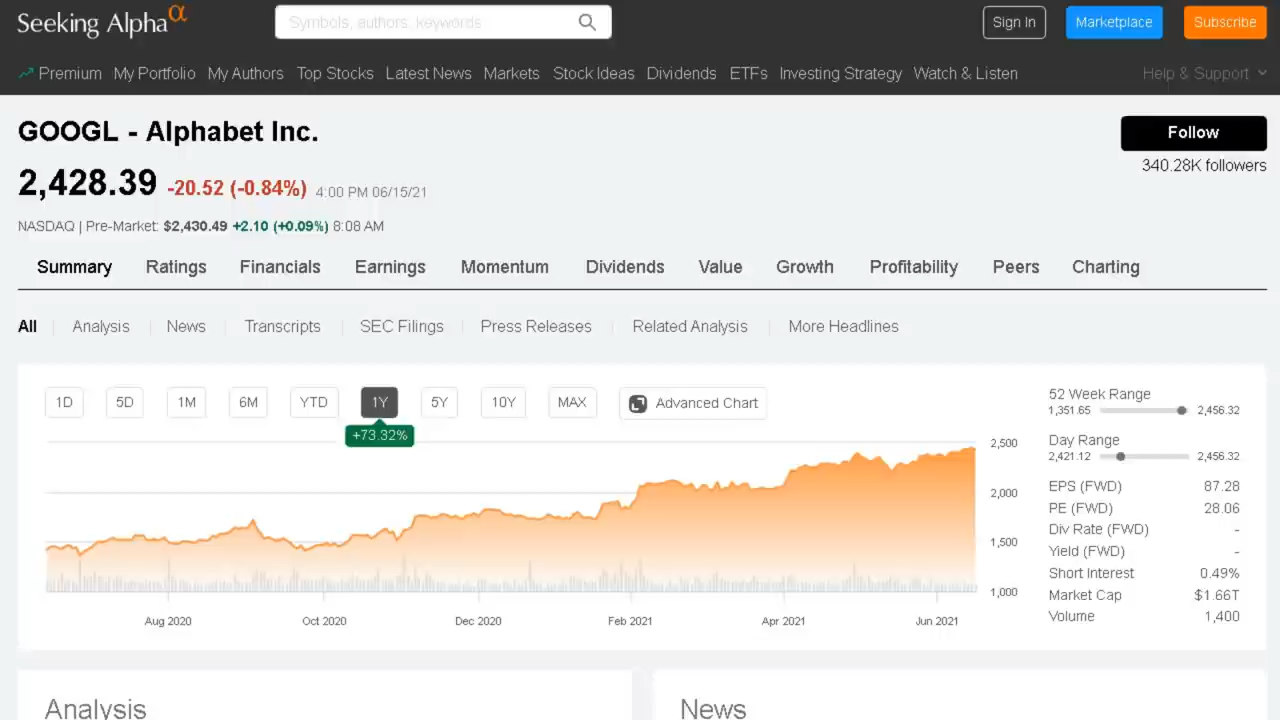 Seeking Alpha α
Symbols, authors, keywords
Sign In
Marketplace
Subscribe
Premium My Portfolio My Authors Top Stocks Latest News Markets Stock Ideas Dividends ETFs Investing Strategy Watch & Listen Help & Support
GOOGL - Alphabet Inc.
Follow
2,428.39 -20.52 (-0.84%) 4:00 PM 06/15/21
340.28K followers
NASDAQ | Pre-Market: $2,430.49 +2.10 (+0.09%) 8:08 AM
Summary Ratings Financials Earnings Momentum Dividends Value Growth Profitability Peers Charting
All Analysis News Transcripts SEC Filings Press Releases Related Analysis More Headlines
1D 5D 1M 6M YTD 1Y 5Y 10Y MAX Advanced Chart
+73.32%
2,500
2,000
1,500
1,000
Aug 2020 Oct 2020 Dec 2020 Feb 2021 Apr 2021 Jun 2021
52 Week Range
1,351.65 2,456.32
Day Range
2,421.12 2,456.32
EPS (FWD) 87.28
PE (FWD) 28.06
Div Rate (FWD) -
Yield (FWD) -
Short Interest 0.49%
Market Cap $1.66T
Volume 1,400
Analysis
News